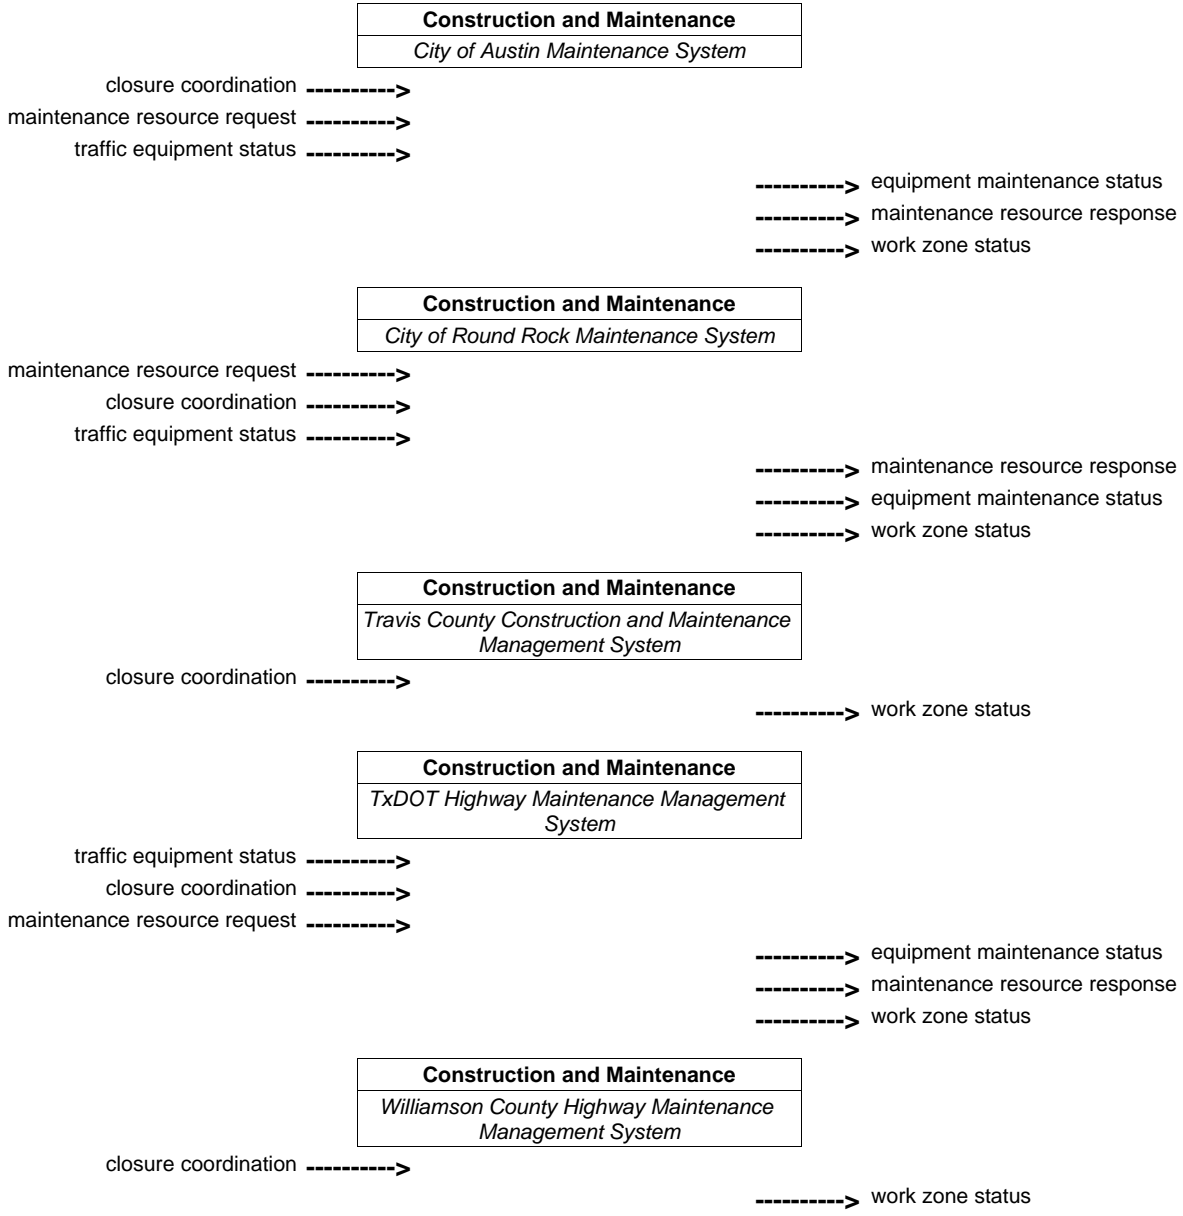 Construction and Maintenance
City of Austin Maintenance System
closure coordination ---------->
maintenance resource request ---------->
traffic equipment status ---------->
----------> equipment maintenance status
----------> maintenance resource response
----------> work zone status
Construction and Maintenance
City of Round Rock Maintenance System
maintenance resource request ---------->
closure coordination ---------->
traffic equipment status ---------->
----------> maintenance resource response
----------> equipment maintenance status
----------> work zone status
Construction and Maintenance
Travis County Construction and Maintenance
Management System
closure coordination ---------->
----------> work zone status
Construction and Maintenance
TxDOT Highway Maintenance Management
System
traffic equipment status ---------->
closure coordination ---------->
maintenance resource request ---------->
----------> equipment maintenance status
----------> maintenance resource response
----------> work zone status
Construction and Maintenance
Williamson County Highway Maintenance
Management System
closure coordination ---------->
----------> work zone status